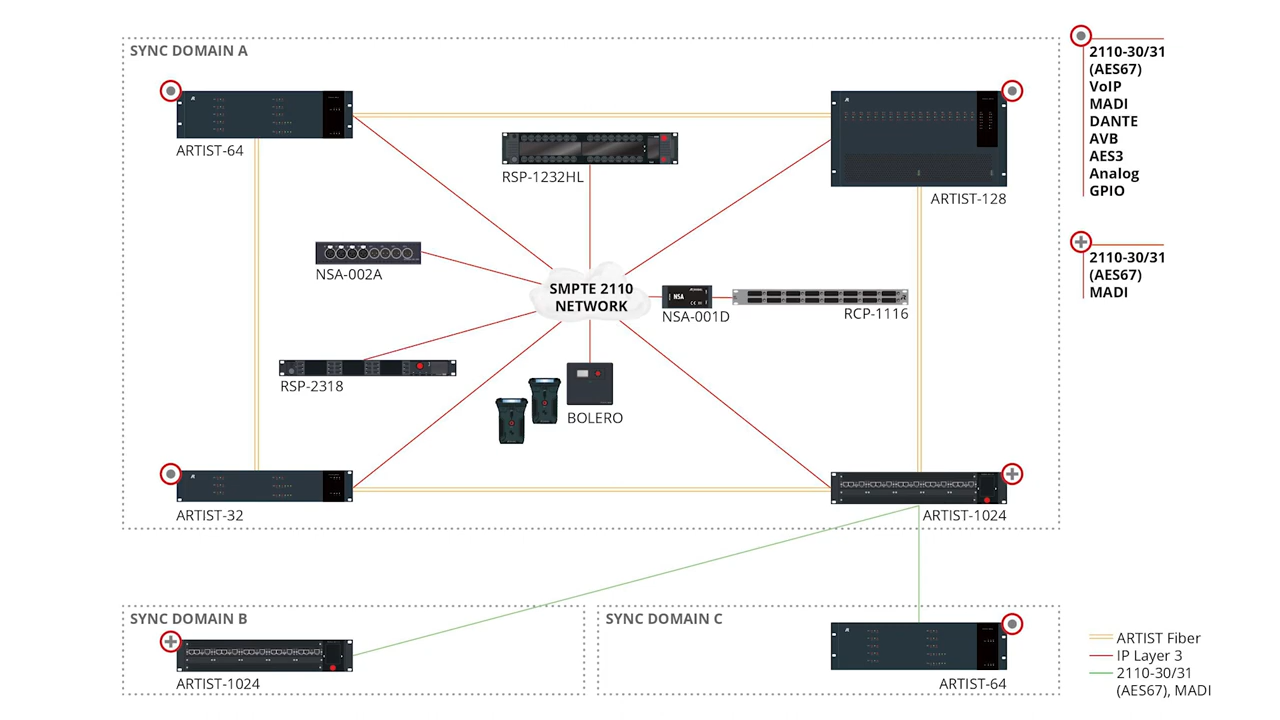 SYNC DOMAIN A
ARTIST-64
RSP-1232HL
ARTIST-128
NSA-002A
SMPTE 2110
NETWORK
NSA
NSA-001D
RCP-1116
RSP-2318
BOLERO
ARTIST-32
ARTIST-1024
2110-30/31
(AES67)
VoIP
MADI
DANTE
AVB
AES3
Analog
GPIO
2110-30/31
(AES67)
MADI
SYNC DOMAIN B
ARTIST-1024
SYNC DOMAIN C
ARTIST-64
ARTIST Fiber
IP Layer 3
2110-30/31
(AES67), MADI